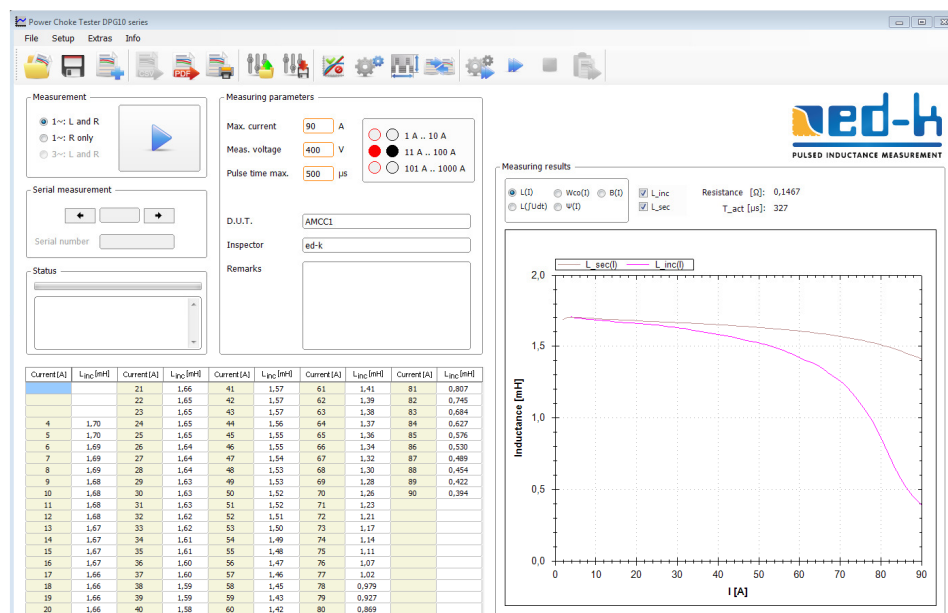 Power Choke Tester DPG10 series
File Setup Extras Info
PDF
Measurement
1~: L and R
1~: R only
3~: L and R
Serial measurement
Serial number
Status
Measuring parameters
Max. current 90 A
Meas. voltage 400 V
Pulse time max. 500 µs
1 A .. 10 A
11 A .. 100 A
101 A .. 1000 A
D.U.T. AMCC1
Inspector ed-k
Remarks
ed-k
PULSED INDUCTANCE MEASUREMENT
Measuring results
L(I) Wco(I) B(I) L_inc Resistance [Ω]: 0,1467
L(∫Udt) Ψ(I) L_sec T_act [µs]: 327
L_sec(I) L_inc(I)
2,0
1,5
1,0
0,5
0,0
Inductance [mH]
0 10 20 30 40 50 60 70 80 90
I [A]
Current [A] Linc [mH] Current [A] Linc [mH] Current [A] Linc [mH] Current [A] Linc [mH] Current [A] Linc [mH]
21 1,66 41 1,57 61 1,41 81 0,807
22 1,65 42 1,57 62 1,39 82 0,745
23 1,65 43 1,57 63 1,38 83 0,684
4 1,70 24 1,65 44 1,56 64 1,37 84 0,627
5 1,70 25 1,65 45 1,55 65 1,36 85 0,576
6 1,69 26 1,64 46 1,55 66 1,34 86 0,530
7 1,69 27 1,64 47 1,54 67 1,32 87 0,489
8 1,69 28 1,64 48 1,53 68 1,30 88 0,454
9 1,68 29 1,63 49 1,53 69 1,28 89 0,422
10 1,68 30 1,63 50 1,52 70 1,26 90 0,394
11 1,68 31 1,63 51 1,52 71 1,23
12 1,68 32 1,62 52 1,51 72 1,21
13 1,67 33 1,62 53 1,50 73 1,17
14 1,67 34 1,61 54 1,49 74 1,14
15 1,67 35 1,61 55 1,48 75 1,11
16 1,67 36 1,60 56 1,47 76 1,07
17 1,66 37 1,60 57 1,46 77 1,02
18 1,66 38 1,59 58 1,45 78 0,979
19 1,66 39 1,59 59 1,43 79 0,927
20 1,66 40 1,58 60 1,42 80 0,869